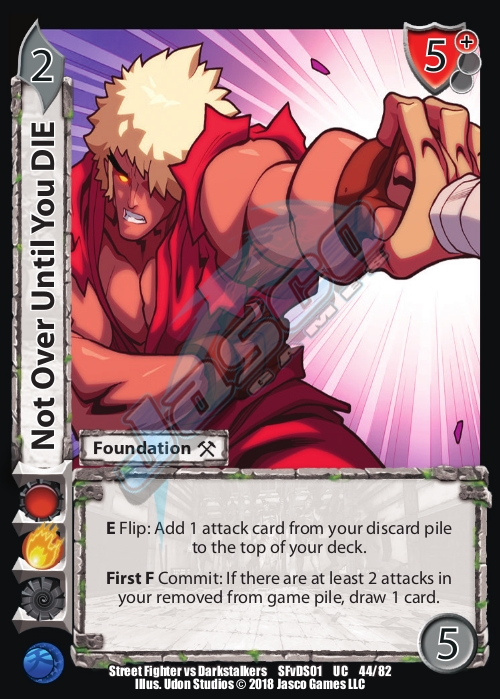 2
5
+
Not Over Until You DIE
Jasco
GAMES
Foundation
E Flip: Add 1 attack card from your discard pile
to the top of your deck.
First F Commit: If there are at least 2 attacks in
your removed from game pile, draw 1 card.
5
Street Fighter vs Darkstalkers SFvDS01 UC 44/82
Illus. Udon Studios © 2018 Jasco Games LLC